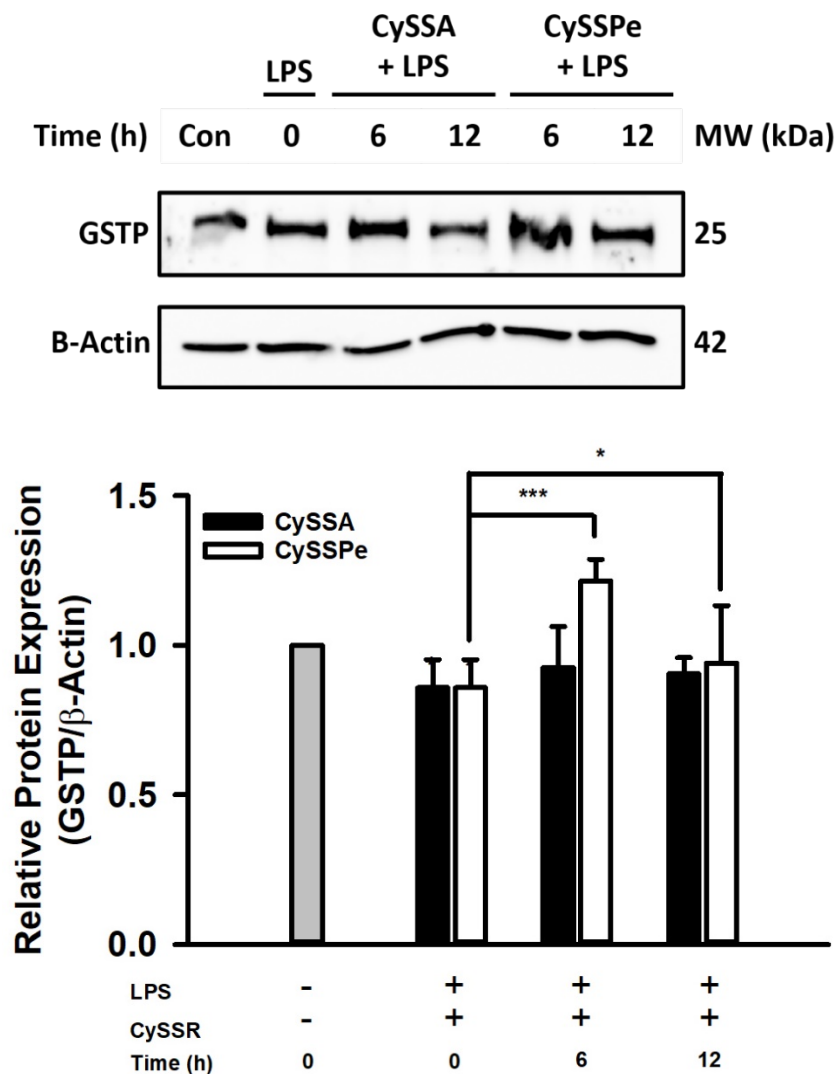 CySSA CySSPe
LPS + LPS + LPS
Time (h) Con 0 6 12 6 12 MW (kDa)
GSTP 25
B-Actin 42
Relative Protein Expression
(GSTP/β-Actin)
*
***
1.5
CySSA
CySSPe
1.0
0.5
0.0
LPS - + + +
CySSR - + + +
Time (h) 0 0 6 12